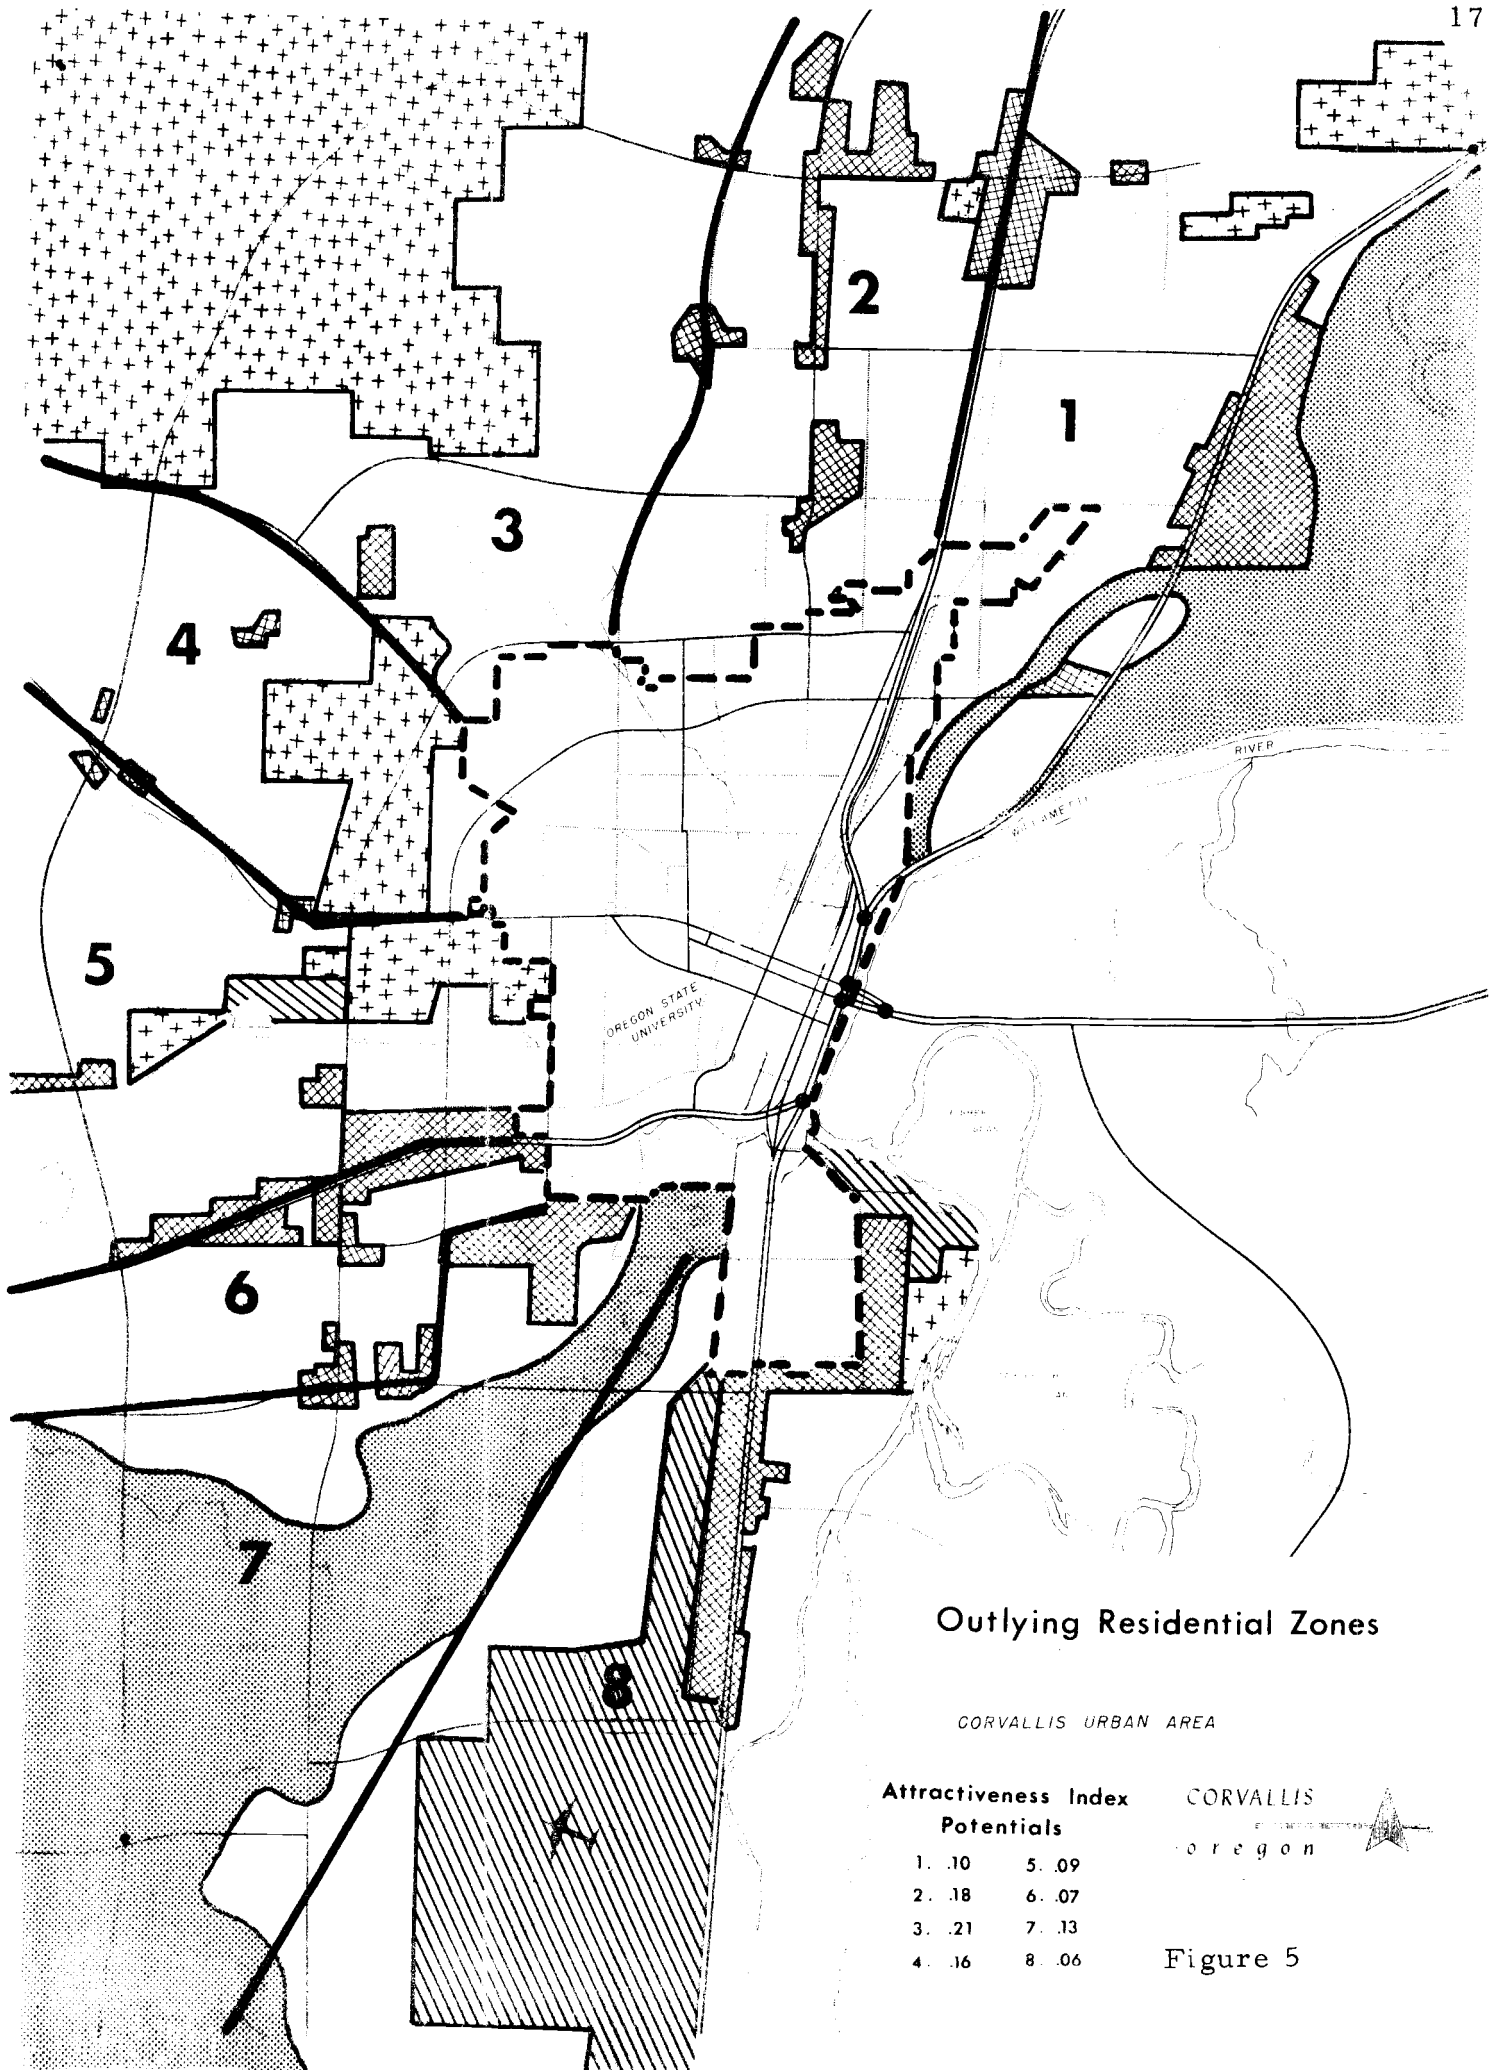 17
2
1
3
4
RIVER
5
OREGON STATE
UNIVERSITY
6
7
8
Outlying Residential Zones
CORVALLIS URBAN AREA
Attractiveness Index
Potentials
1. .10 5. .09
2. .18 6. .07
3. .21 7. .13
4. .16 8. .06
CORVALLIS
oregon
Figure 5